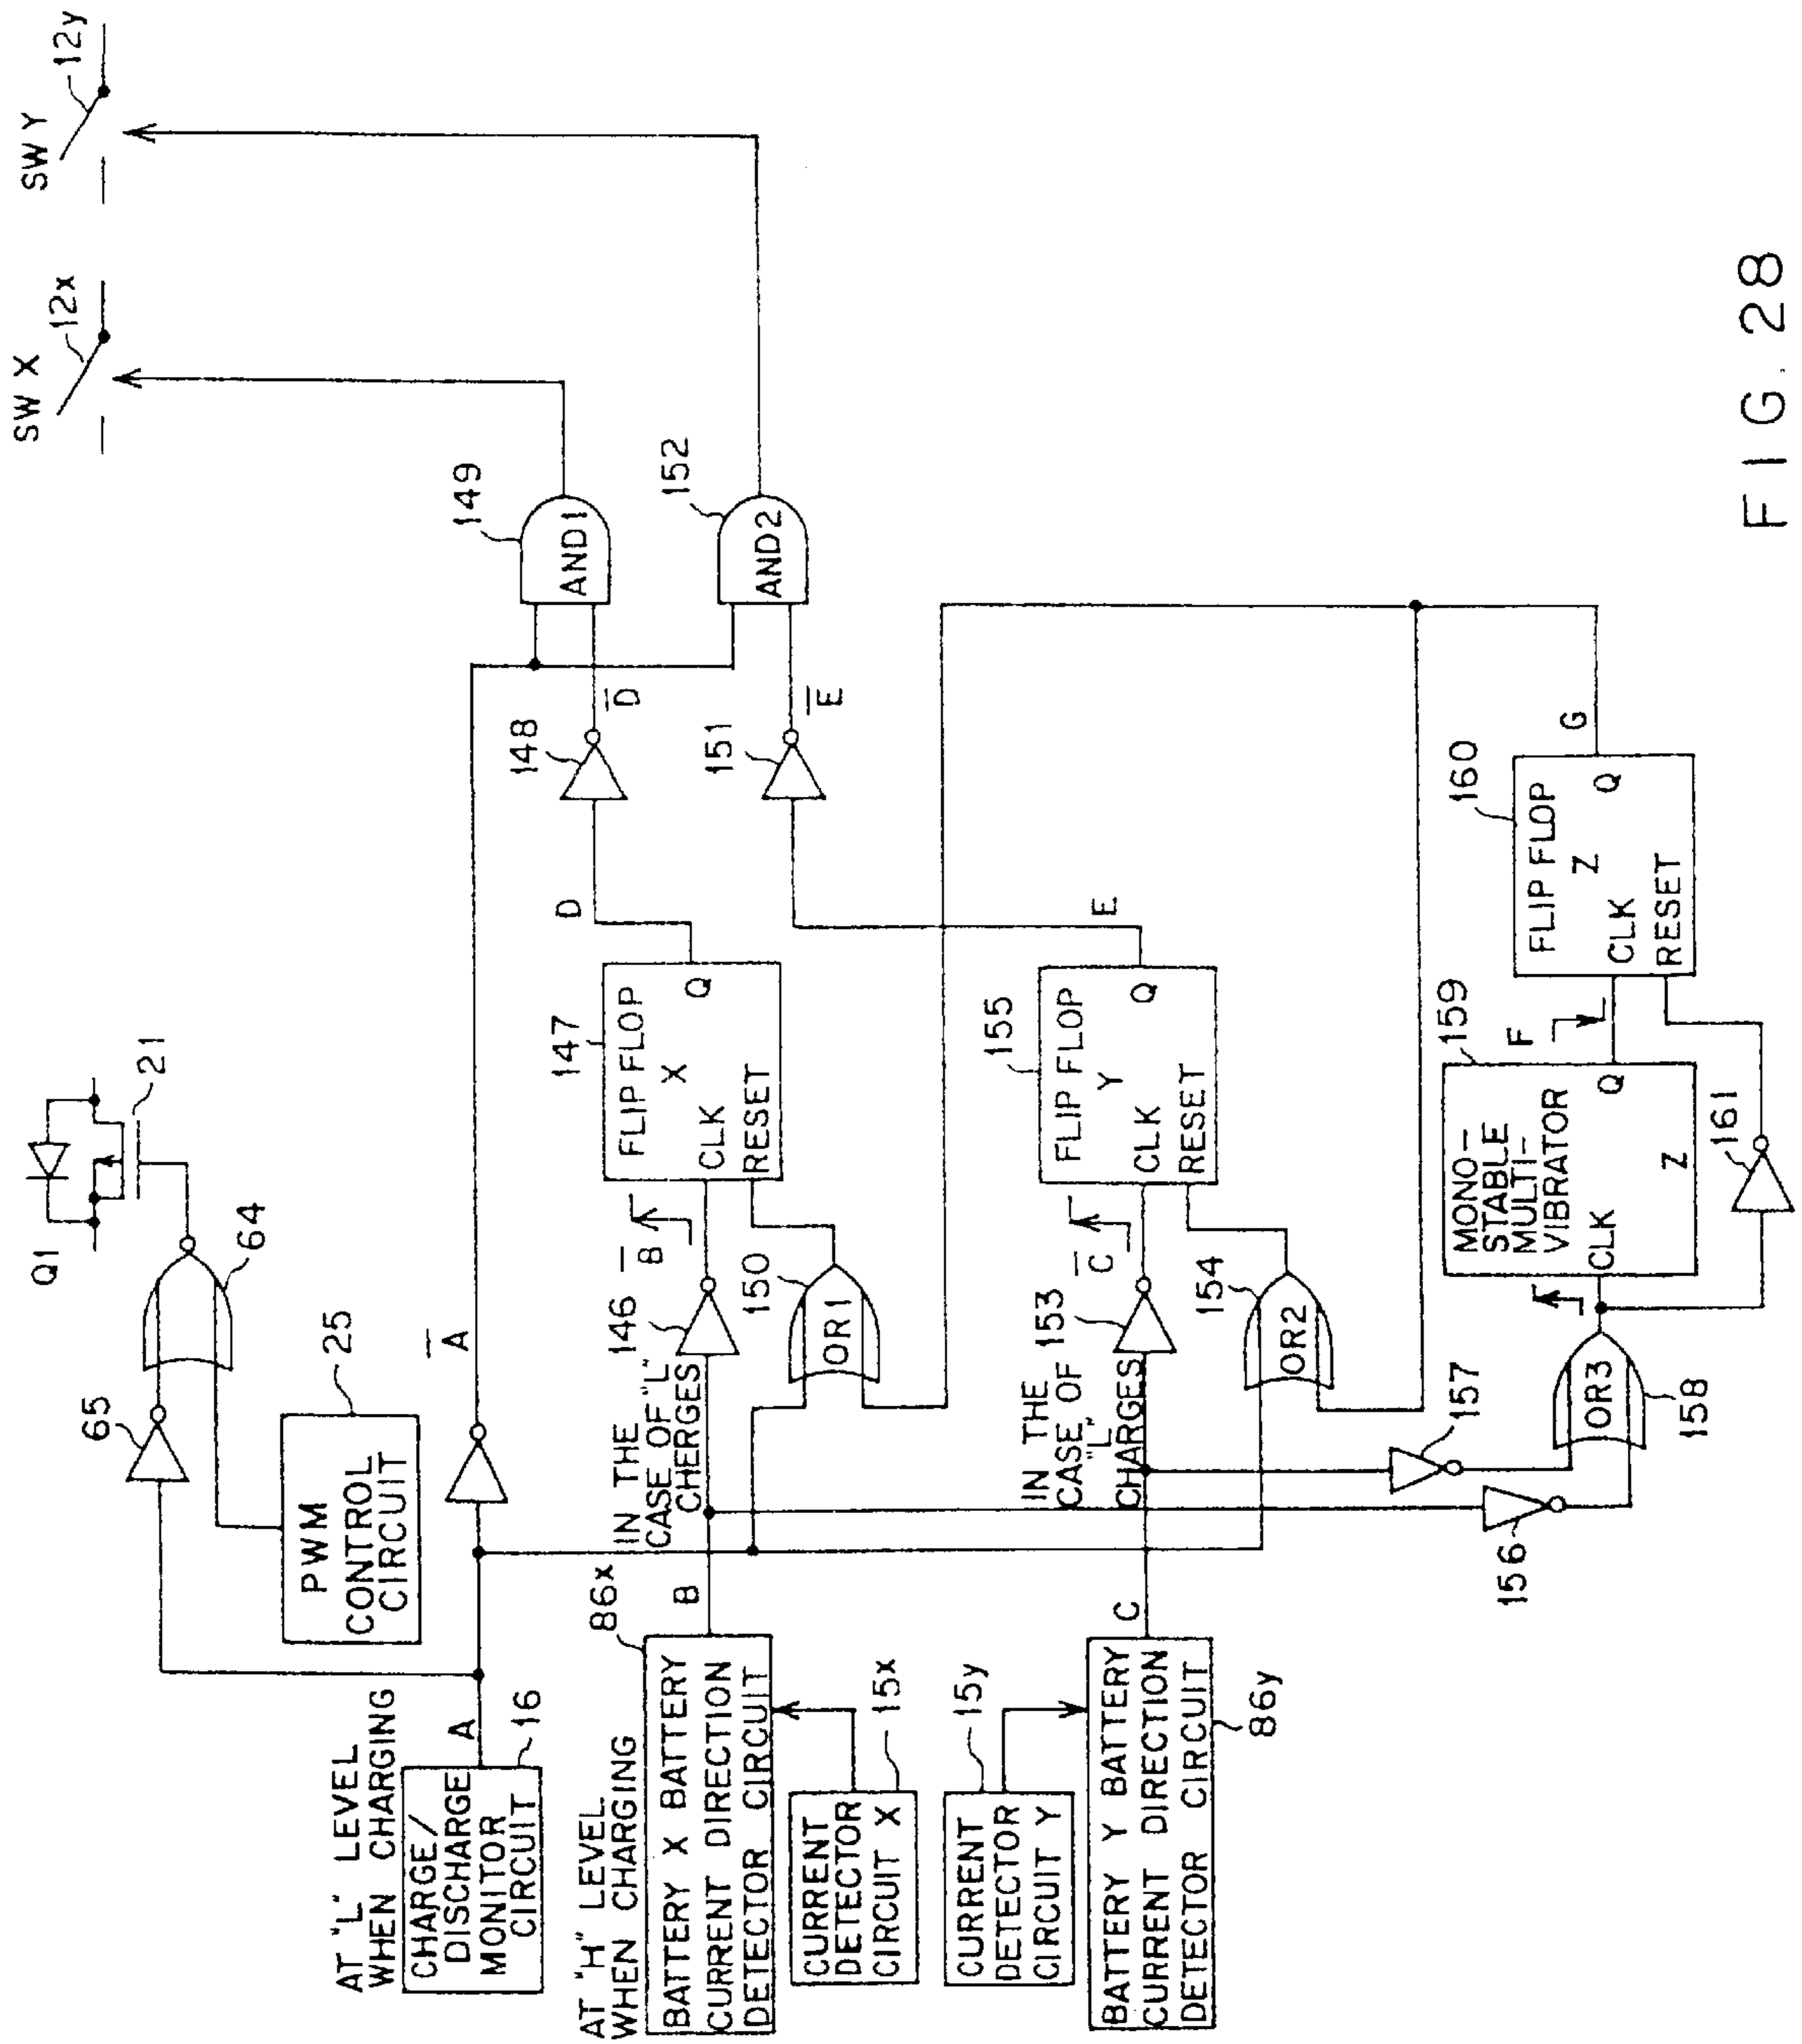 SW X
12x
SW Y
12y
Q1
21
64
65
PWM
CONTROL
CIRCUIT
25
A
AT "L" LEVEL
WHEN CHARGING
CHARGE/
DISCHARGE
MONITOR
CIRCUIT
16
A
149
AND1
152
AND2
148
D
151
E
D
E
147
FLIP FLOP
X
CLK
Q
RESET
B
146
IN THE
CASE OF "L"
CHERGES
150
OR1
AT "H" LEVEL
WHEN CHARGING
86x
B
BATTERY X BATTERY
CURRENT DIRECTION
DETECTOR CIRCUIT
CURRENT
DETECTOR
CIRCUIT X
15x
155
FLIP FLOP
Y
CLK
Q
RESET
C
153
IN THE
CASE OF
"L"
CHARGES
154
OR2
C
CURRENT
DETECTOR
CIRCUIT Y
15y
BATTERY Y BATTERY
CURRENT DIRECTION
DETECTOR CIRCUIT
86y
157
156
OR3
158
MONO-
STABLE
MULTI-
VIBRATOR
CLK
Q
Z
159
F
161
160
FLIP FLOP
Z
CLK
Q
RESET
G
FIG. 28